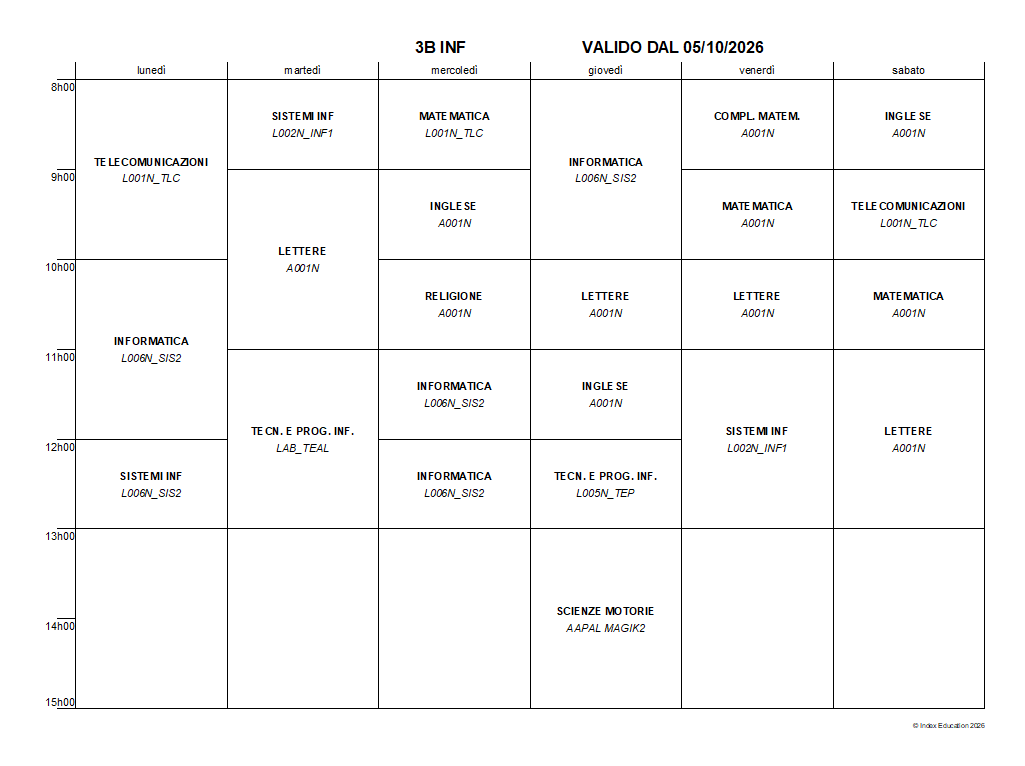 3B INF VALIDO DAL 05/10/2026
lunedì martedì mercoledì giovedì venerdì sabato
8h00
SISTEMI INF MATEMATICA COMPL. MATEM. INGLESE
L002N_INF1 L001N_TLC A001N A001N
TELECOMUNICAZIONI INFORMATICA
L001N_TLC L006N_SIS2
9h00
INGLESE MATEMATICA TELECOMUNICAZIONI
A001N A001N L001N_TLC
LETTERE
A001N
10h00
RELIGIONE LETTERE LETTERE MATEMATICA
A001N A001N A001N A001N
INFORMATICA
L006N_SIS2
11h00
INFORMATICA INGLESE
L006N_SIS2 A001N
TECN. E PROG. INF. SISTEMI INF LETTERE
LAB_TEAL L002N_INF1 A001N
12h00
SISTEMI INF INFORMATICA TECN. E PROG. INF.
L006N_SIS2 L006N_SIS2 L005N_TEP
13h00
SCIENZE MOTORIE
AAPAL MAGIK2
14h00
15h00
© Index Education 2026